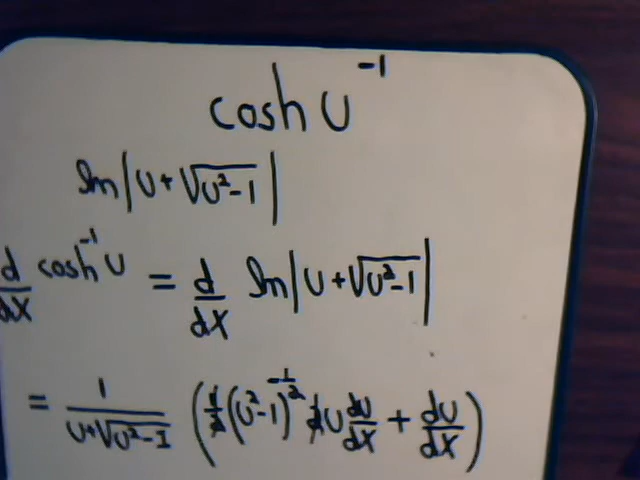 cosh U⁻¹
ln|U+√(U²-1)|
d/dX cosh⁻¹U = d/dX ln|U+√(U²-1)|
= 1/(U+√(U²-1)) (1/2(U²-1)^(-1/2) 2U dU/dX + dU/dX)